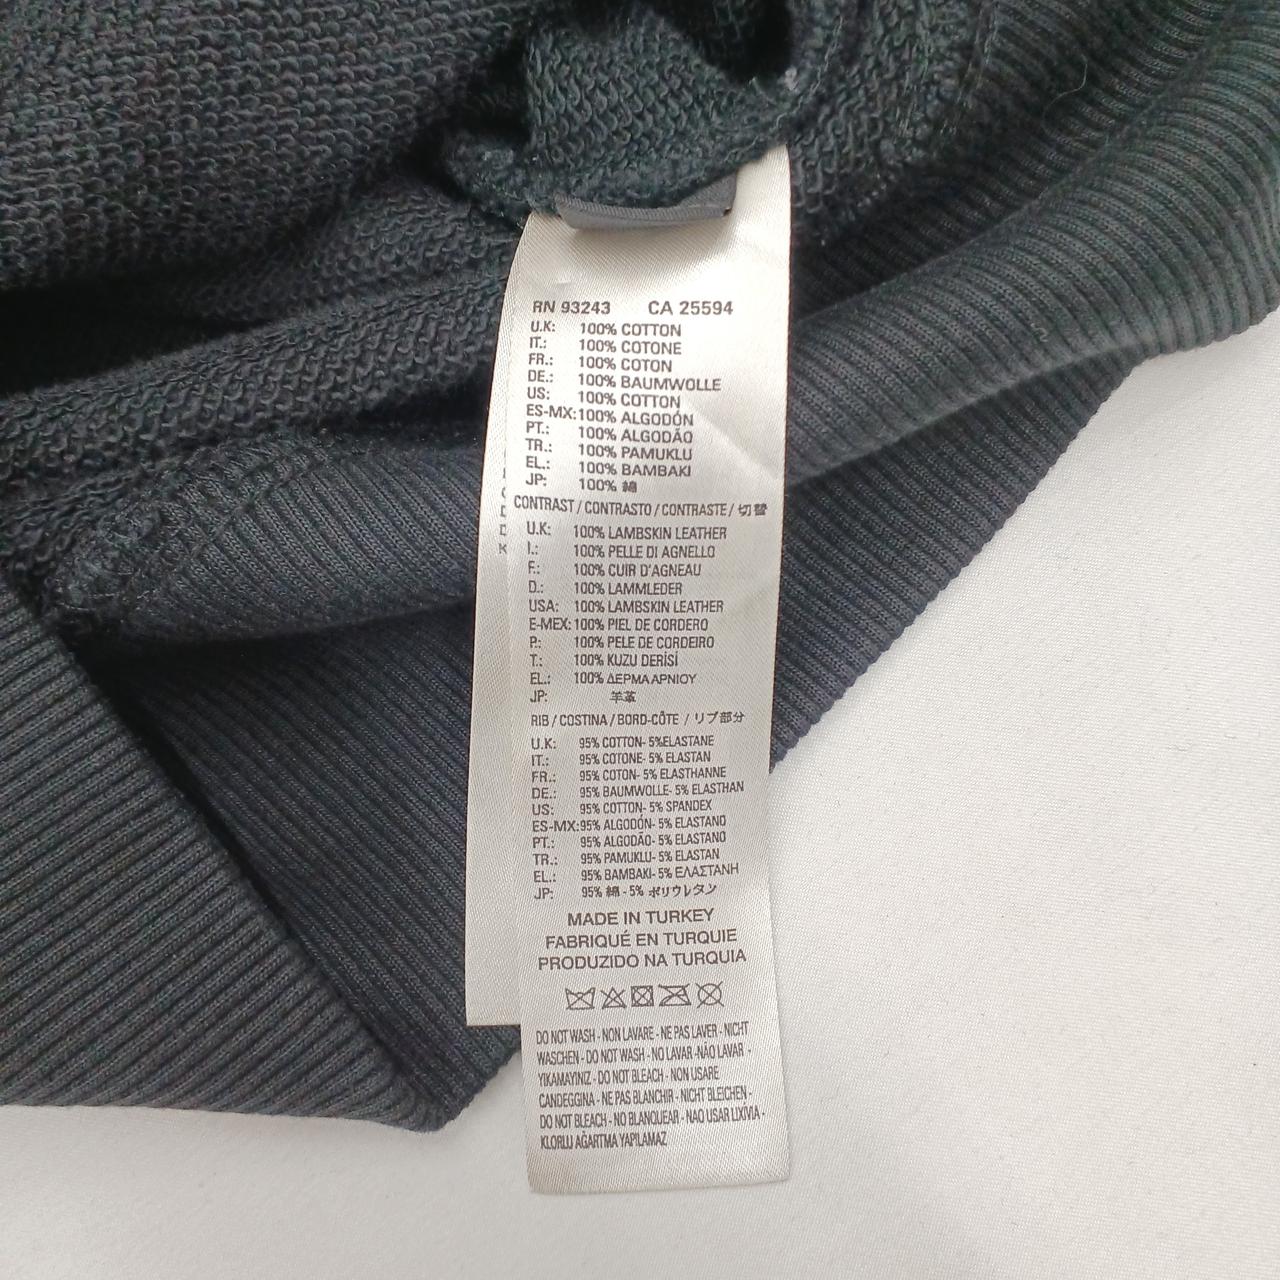 RN 93243 CA 25594
U.K: 100% COTTON
IT.: 100% COTONE
FR.: 100% COTON
DE.: 100% BAUMWOLLE
US: 100% COTTON
ES-MX: 100% ALGODÓN
PT.: 100% ALGODÃO
TR.: 100% PAMUKLU
EL.: 100% BAMBAKI
JP: 100% 綿
CONTRAST / CONTRASTO / CONTRASTE / 切替
U.K: 100% LAMBSKIN LEATHER
I.: 100% PELLE DI AGNELLO
F.: 100% CUIR D'AGNEAU
D.: 100% LAMMLEDER
USA: 100% LAMBSKIN LEATHER
E-MEX: 100% PIEL DE CORDERO
P.: 100% PELE DE CORDEIRO
T.: 100% KUZU DERİSİ
EL.: 100% ΔΕΡΜΑ ΑΡΝΙΟΥ
JP: 羊革
RIB / COSTINA / BORD-CÔTE / リブ部分
U.K: 95% COTTON- 5%ELASTANE
IT.: 95% COTONE- 5% ELASTAN
FR.: 95% COTON- 5% ELASTHANNE
DE.: 95% BAUMWOLLE- 5% ELASTHAN
US: 95% COTTON- 5% SPANDEX
ES-MX: 95% ALGODÓN- 5% ELASTANO
PT.: 95% ALGODÃO- 5% ELASTANO
TR.: 95% PAMUKLU- 5% ELASTAN
EL.: 95% BAMBAKI- 5% ΕΛΑΣΤΑΝΗ
JP: 95% 綿 - 5% ポリウレタン
MADE IN TURKEY
FABRIQUÉ EN TURQUIE
PRODUZIDO NA TURQUIA
DO NOT WASH - NON LAVARE - NE PAS LAVER - NICHT
WASCHEN - DO NOT WASH - NO LAVAR -NÃO LAVAR -
YIKAMAYINIZ - DO NOT BLEACH - NON USARE
CANDEGGINA - NE PAS BLANCHIR - NICHT BLEICHEN -
DO NOT BLEACH - NO BLANQUEAR - NAO USAR LIXÍVIA -
KLORLU AĞARTMA YAPILAMAZ